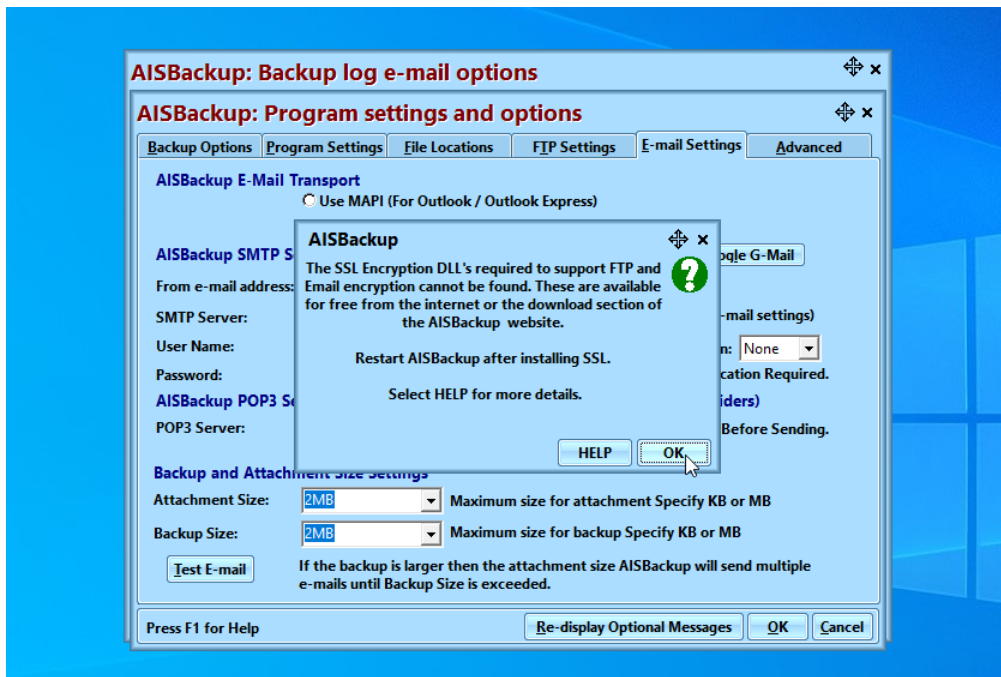 AISBackup: Backup log e-mail options
AISBackup: Program settings and options
Backup Options Program Settings File Locations FTP Settings E-mail Settings Advanced
AISBackup E-Mail Transport
Use MAPI (For Outlook / Outlook Express)
AISBackup
The SSL Encryption DLL's required to support FTP and
Email encryption cannot be found. These are available
for free from the internet or the download section of
the AISBackup website.
Restart AISBackup after installing SSL.
Select HELP for more details.
HELP OK
AISBackup SMTP G-Mail
From e-mail address:
SMTP Server: settings)
User Name: None
Password: Required.
AISBackup POP3
POP3 Server: Before Sending.
Backup and Attachment Size Settings
Attachment Size: 2MB Maximum size for attachment Specify KB or MB
Backup Size: 2MB Maximum size for backup Specify KB or MB
Test E-mail If the backup is larger then the attachment size AISBackup will send multiple
e-mails until Backup Size is exceeded.
Press F1 for Help Re-display Optional Messages OK Cancel